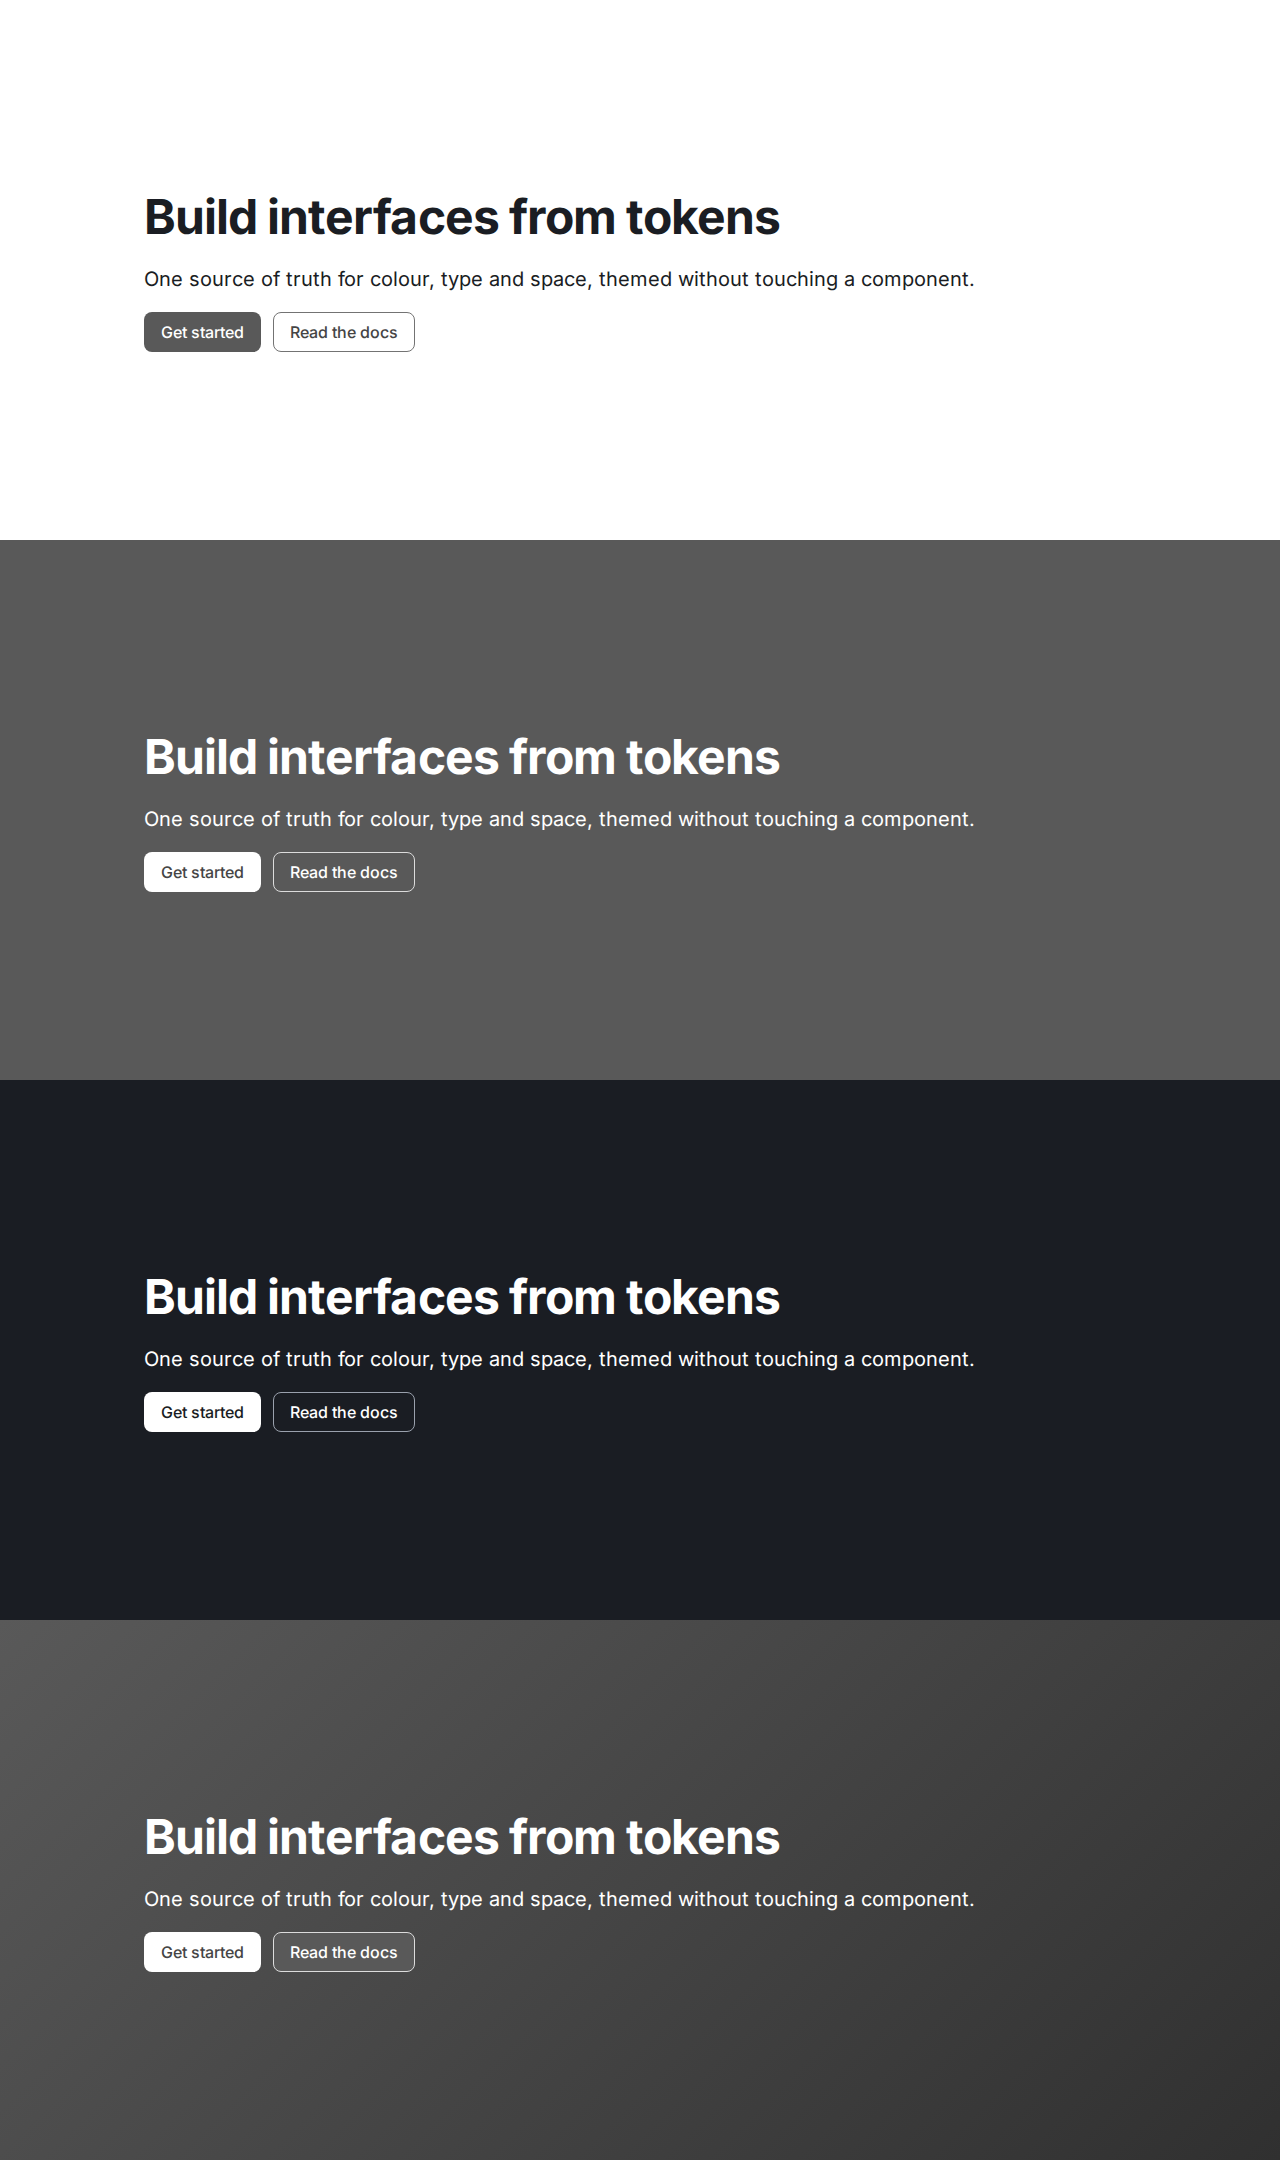 Build interfaces from tokens
One source of truth for colour, type and space, themed without touching a component.
Get started Read the docs
Build interfaces from tokens
One source of truth for colour, type and space, themed without touching a component.
Get started Read the docs
Build interfaces from tokens
One source of truth for colour, type and space, themed without touching a component.
Get started Read the docs
Build interfaces from tokens
One source of truth for colour, type and space, themed without touching a component.
Get started Read the docs